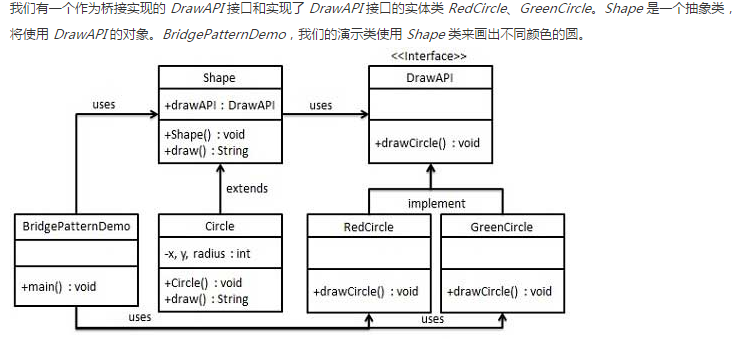 我们有一个作为桥接实现的 DrawAPI 接口和实现了 DrawAPI 接口的实体类 RedCircle、GreenCircle。Shape 是一个抽象类，
将使用 DrawAPI 的对象。BridgePatternDemo，我们的演示类使用 Shape 类来画出不同颜色的圆。
<<Interface>>
Shape
DrawAPI
uses
+drawAPI : DrawAPI
uses
+Shape() : void
+draw() : String
+drawCircle() : void
extends
implement
BridgePatternDemo
Circle
RedCircle
GreenCircle
-x, y, radius : int
+main() : void
+Circle() : void
+draw() : String
+drawCircle() : void
+drawCircle() : void
uses
uses